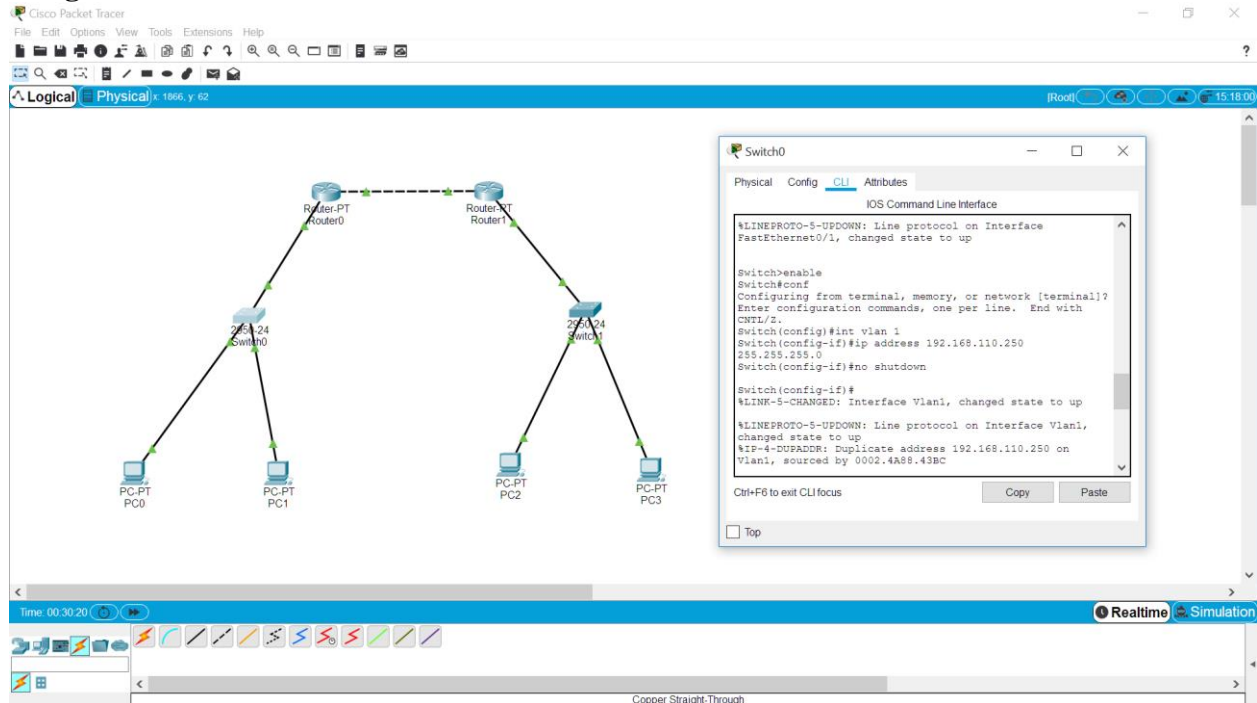 Cisco Packet Tracer
File Edit Options View Tools Extensions Help
?
Logical Physical x: 1866, y: 62
[Root] 15:18:00
Router-PT
Router0
Router-PT
Router1
2950-24
Switch0
2950-24
Switch1
PC-PT
PC0
PC-PT
PC1
PC-PT
PC2
PC-PT
PC3
Switch0
Physical Config CLI Attributes
IOS Command Line Interface
%LINEPROTO-5-UPDOWN: Line protocol on Interface
FastEthernet0/1, changed state to up
Switch>enable
Switch#conf
Configuring from terminal, memory, or network [terminal]?
Enter configuration commands, one per line. End with
CNTL/Z.
Switch(config)#int vlan 1
Switch(config-if)#ip address 192.168.110.250
255.255.255.0
Switch(config-if)#no shutdown
Switch(config-if)#
%LINK-5-CHANGED: Interface Vlan1, changed state to up
%LINEPROTO-5-UPDOWN: Line protocol on Interface Vlan1,
changed state to up
%IP-4-DUPADDR: Duplicate address 192.168.110.250 on
Vlan1, sourced by 0002.4A88.43BC
Ctrl+F6 to exit CLI focus
Copy Paste
Top
Time: 00:30:20
Realtime Simulation
Copper Straight-Through